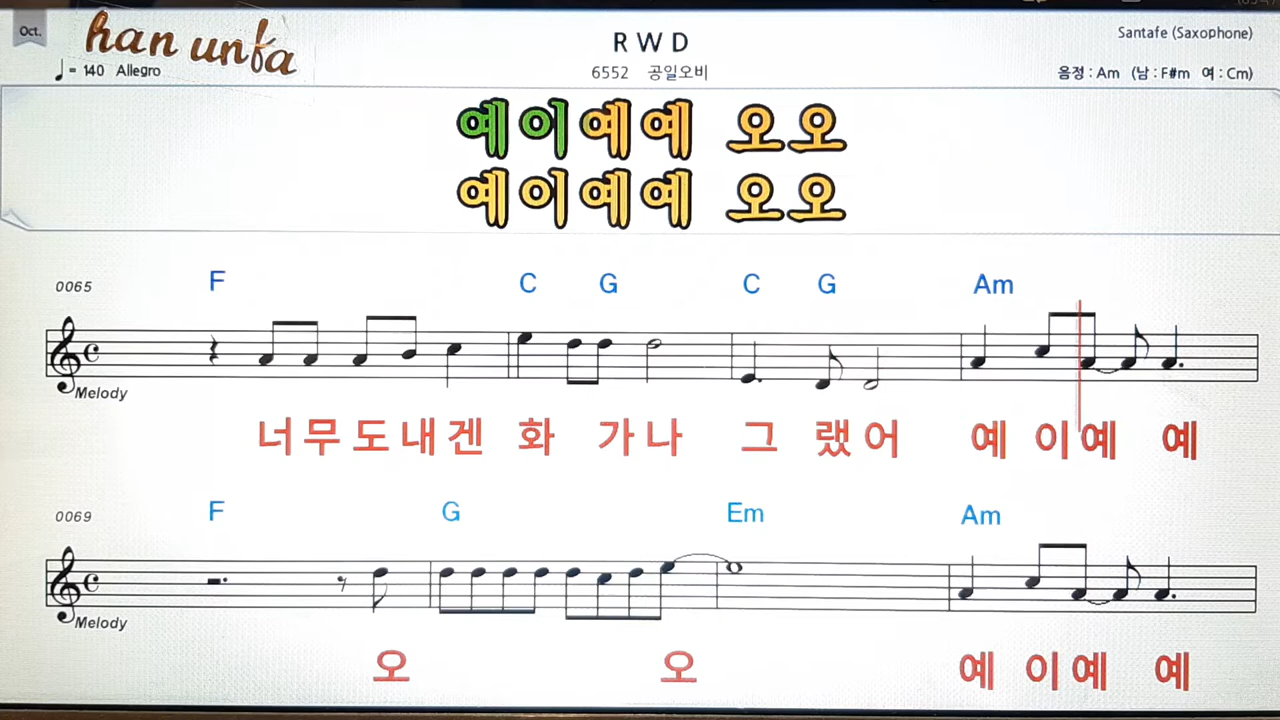 Oct.
han unfa
R W D
Santafe (Saxophone)
♩ = 140 Allegro
6552 공일오비
음정 : Am (남 : F#m 여 : Cm)
예이예예 오오
예이예예 오오
0065 F C G C G Am
Melody
너무도내겐 화 가나 그 랬어 예 이예 예
0069 F G Em Am
Melody
오 오 예 이예 예